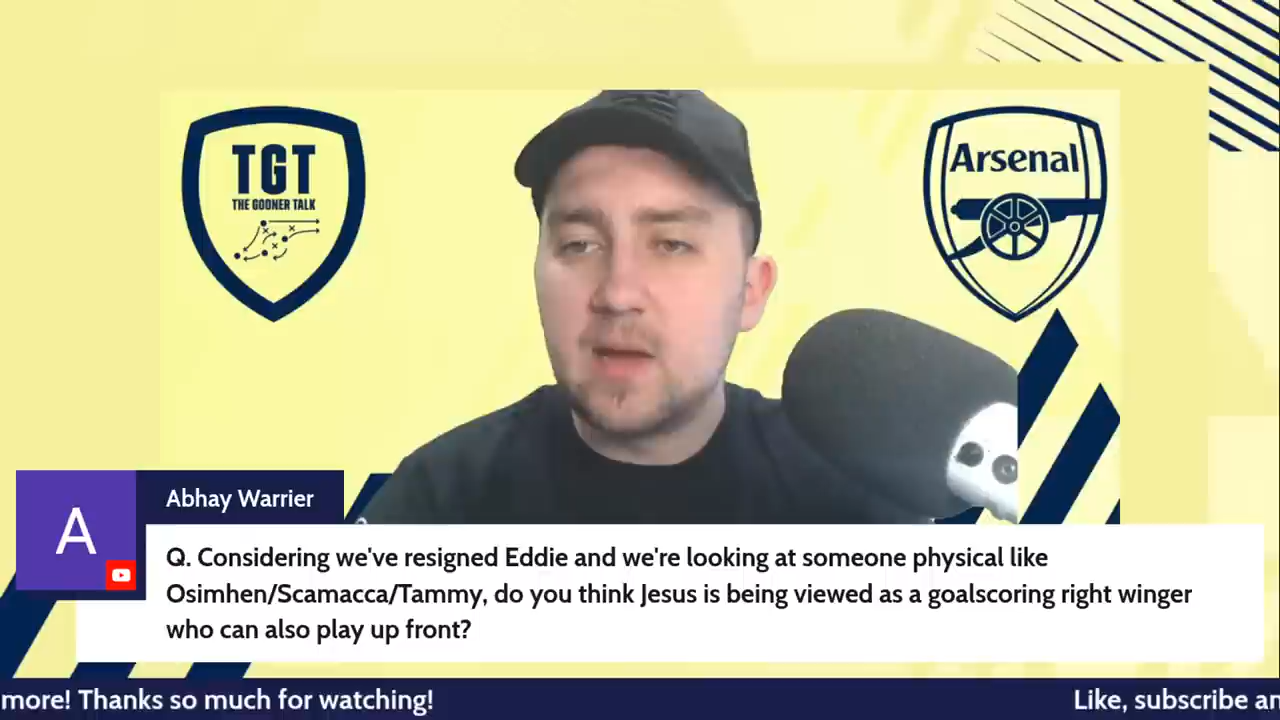 TGT
THE GOONER TALK
Arsenal
A
Abhay Warrier
Q. Considering we've resigned Eddie and we're looking at someone physical like
Osimhen/Scamacca/Tammy, do you think Jesus is being viewed as a goalscoring right winger
who can also play up front?
more! Thanks so much for watching!
Like, subscribe an